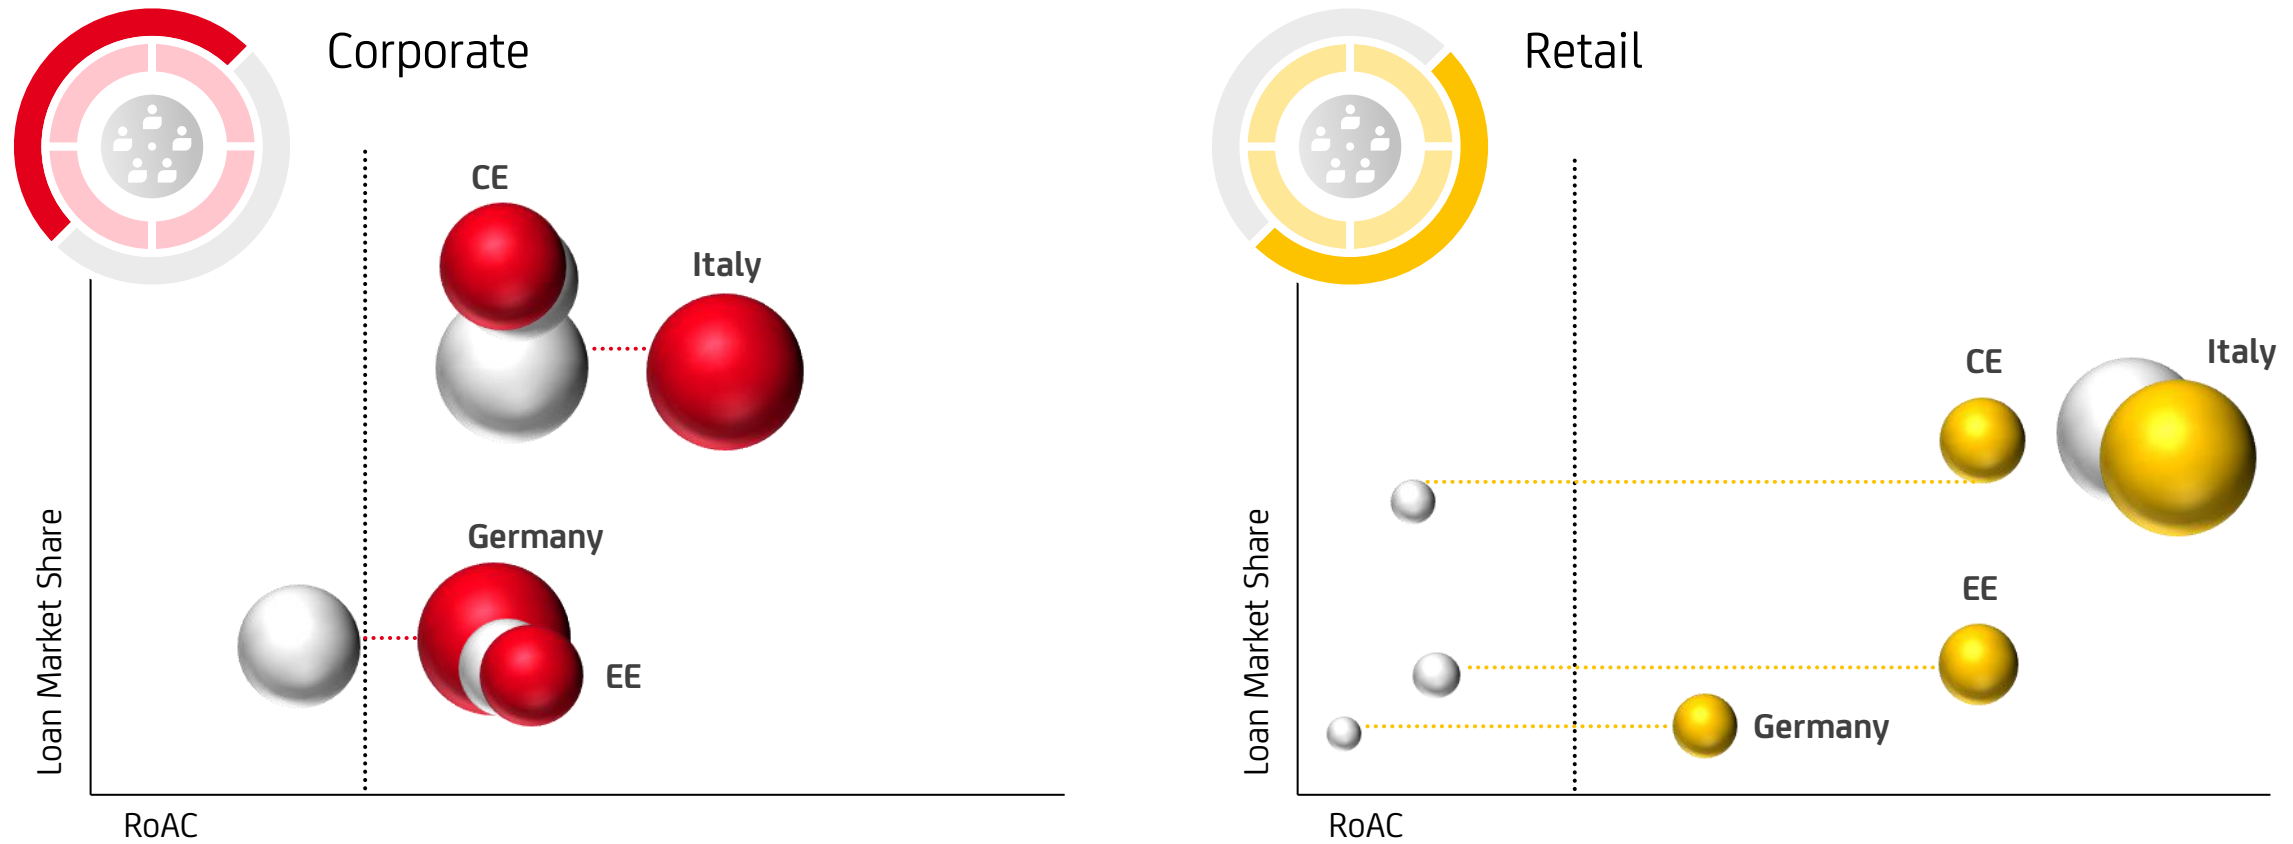 Corporate
CE
Italy
Germany
EE
Loan Market Share
RoAC
Retail
CE
Italy
EE
Germany
Loan Market Share
RoAC